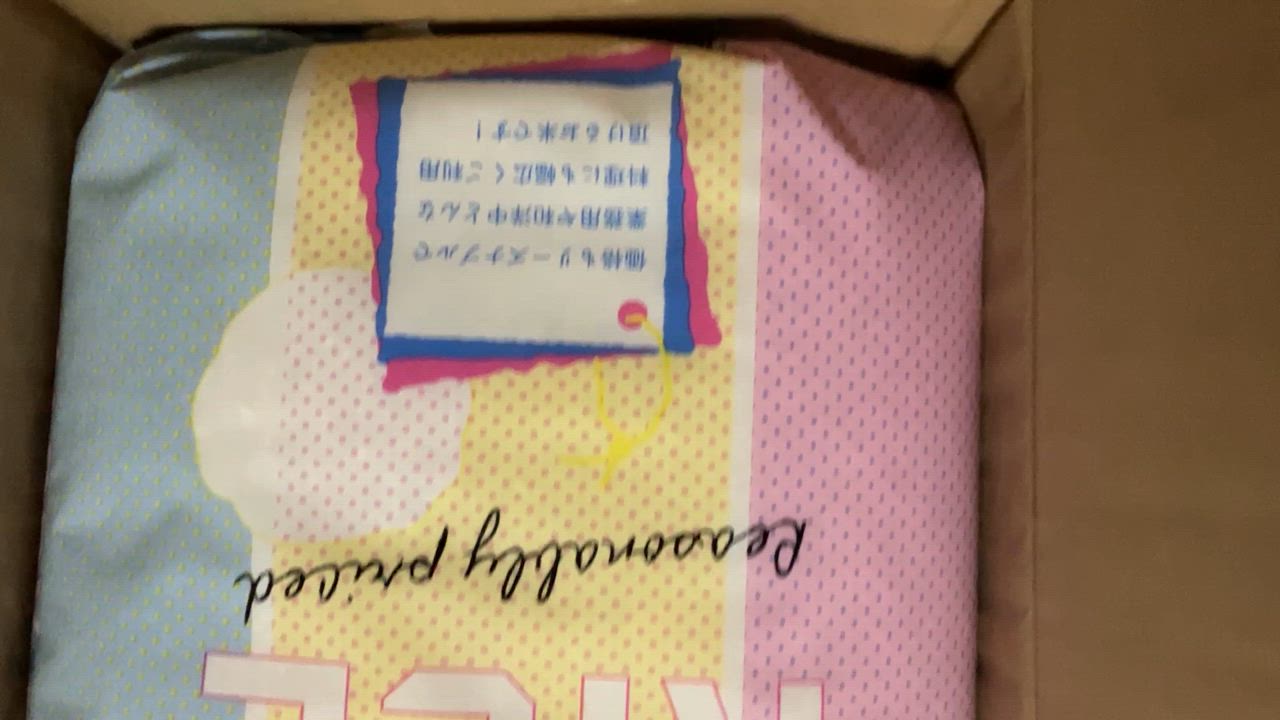 RICE
Reasonably priced
価格もリーズナブルで
業務用や和洋中どんな
料理にも幅広くご利用
頂けるお米です!